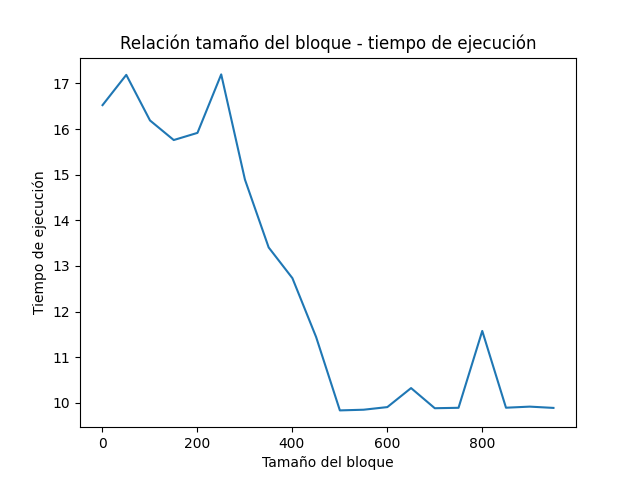 Relación tamaño del bloque - tiempo de ejecución
17
16
15
14
13
12
11
10
Tiempo de ejecución
0 200 400 600 800
Tamaño del bloque